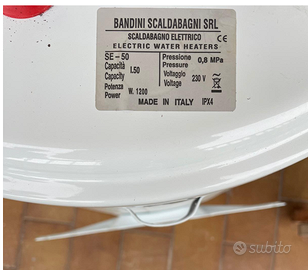 BANDINI SCALDABAGNI SRL
SCALDABAGNO ELETTRICO
ELECTRIC WATER HEATERS
CE
SE-50
Capacità
Capacity l.50
Potenza
Power W. 1200
Pressione
Pressure 0,8 MPa
Voltaggio
Voltage 230 V ~
MADE IN ITALY IPX4
subito